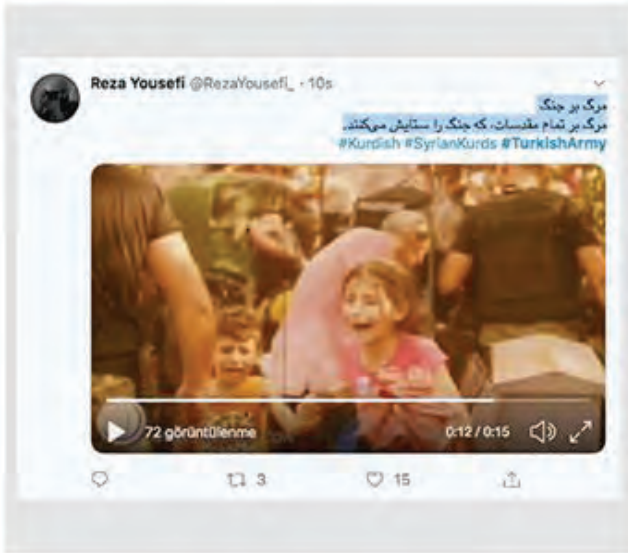 Reza Yousefi @RezaYousefi_ · 10s
مرگ بر جنگ
مرگ بر تمام مقدسات، که جنگ را ستایش می‌کنند.
#Kurdish #SyrianKurds #TurkishArmy
72 görüntülenme
0:12 / 0:15
3
15